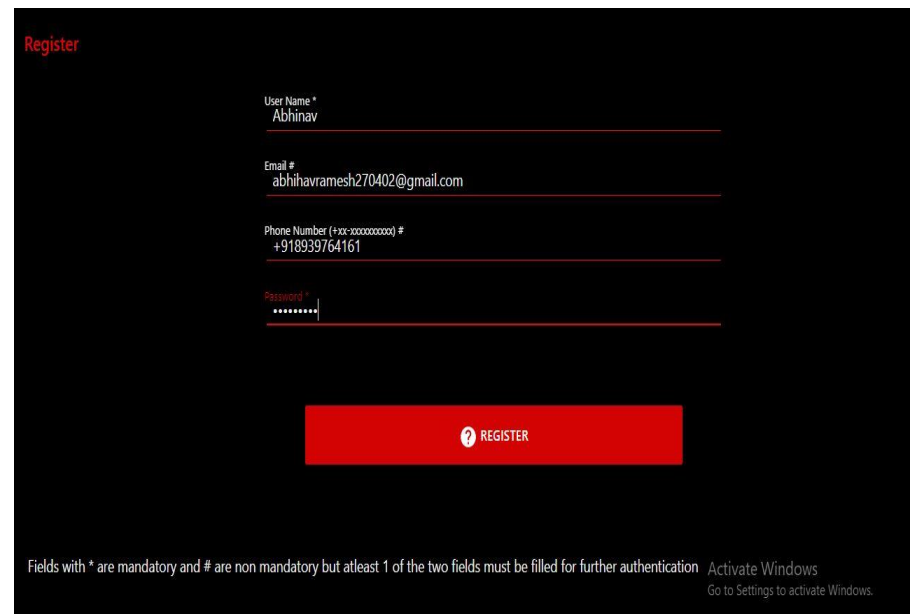 Register
User Name *
Abhinav
Email #
abhihavramesh270402@gmail.com
Phone Number (+xx-xxxxxxxxxx) #
+918939764161
Password *
•••••••••
REGISTER
Fields with * are mandatory and # are non mandatory but atleast 1 of the two fields must be filled for further authentication
Activate Windows
Go to Settings to activate Windows.